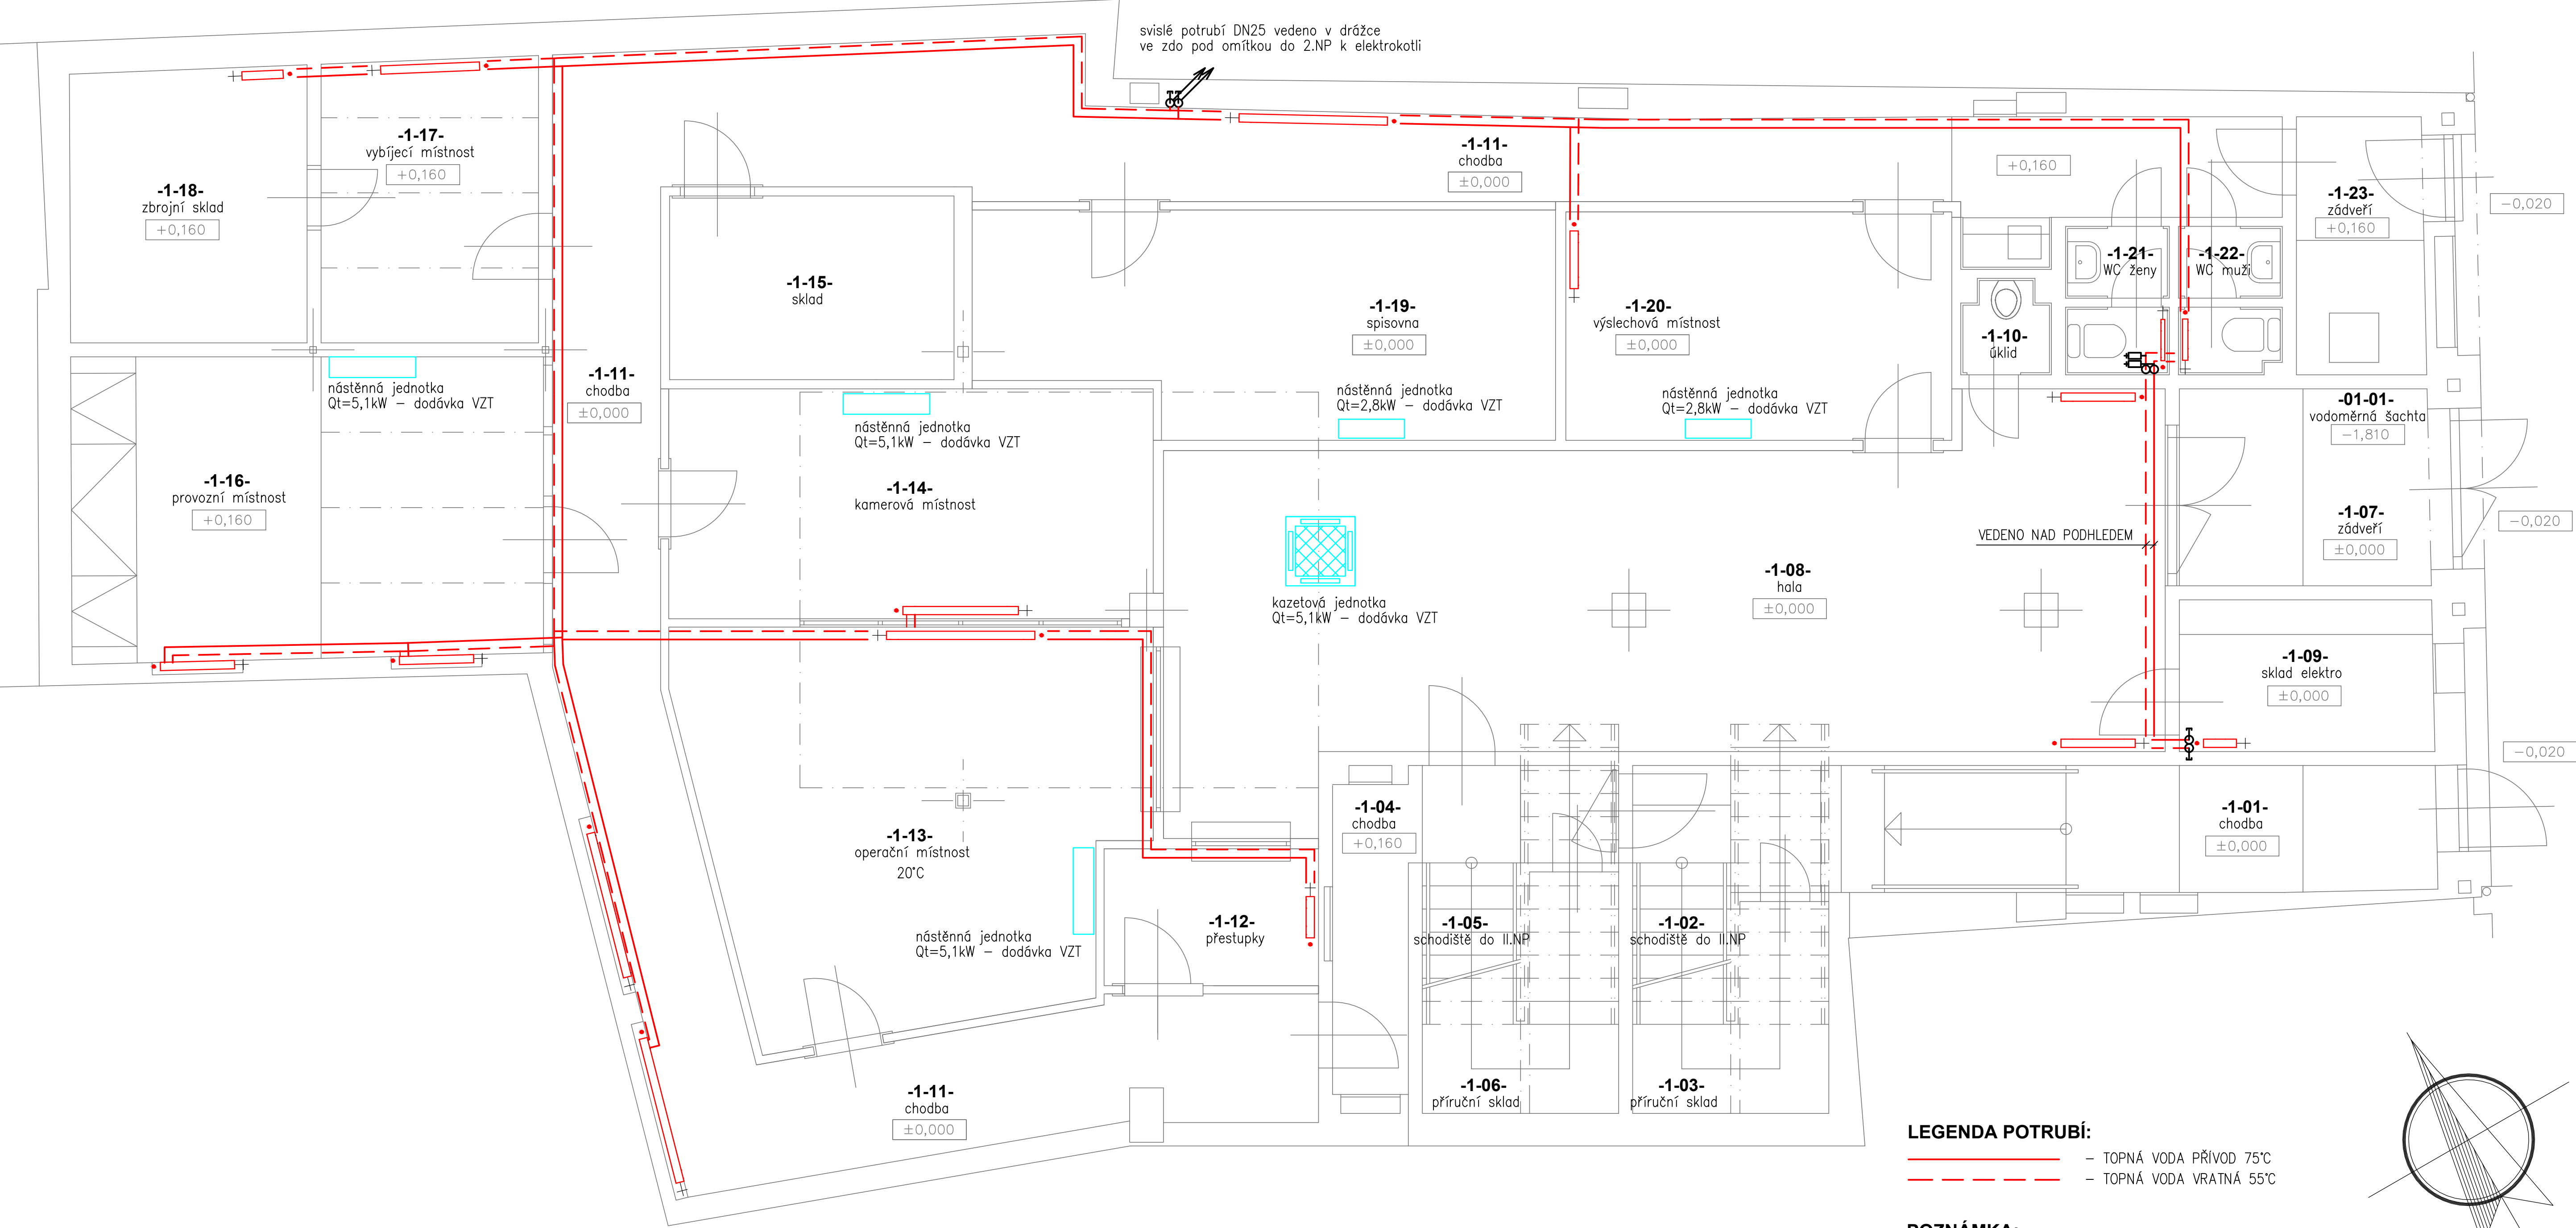 svislé potrubí DN25 vedeno v drážce
ve zdo pod omítkou do 2.NP k elektrokotli
-1-17-
vybíjecí místnost
+0,160
-1-18-
zbrojní sklad
+0,160
-1-11-
chodba
±0,000
+0,160
-1-23-
zádveří
+0,160
-0,020
-1-15-
sklad
-1-19-
spisovna
±0,000
-1-20-
výslechová místnost
±0,000
-1-21-
WC ženy
-1-22-
WC muži
-1-10-
úklid
nástěnná jednotka
Qt=5,1kW – dodávka VZT
-1-11-
chodba
±0,000
nástěnná jednotka
Qt=5,1kW – dodávka VZT
nástěnná jednotka
Qt=2,8kW – dodávka VZT
nástěnná jednotka
Qt=2,8kW – dodávka VZT
-01-01-
vodoměrná šachta
-1,810
-1-16-
provozní místnost
+0,160
-1-14-
kamerová místnost
-1-07-
zádveří
±0,000
-0,020
VEDENO NAD PODHLEDEM
kazetová jednotka
Qt=5,1kW – dodávka VZT
-1-08-
hala
±0,000
-1-09-
sklad elektro
±0,000
-0,020
-1-13-
operační místnost
20°C
-1-04-
chodba
+0,160
-1-01-
chodba
±0,000
nástěnná jednotka
Qt=5,1kW – dodávka VZT
-1-12-
přestupky
-1-05-
schodiště do II.NP
-1-02-
schodiště do II.NP
-1-11-
chodba
±0,000
-1-06-
příruční sklad
-1-03-
příruční sklad
LEGENDA POTRUBÍ:
– TOPNÁ VODA PŘÍVOD 75°C
– TOPNÁ VODA VRATNÁ 55°C
POZNÁMKA: